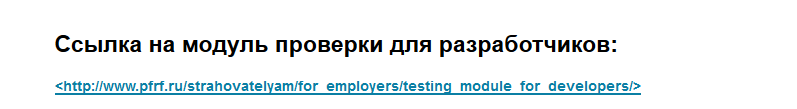 Ссылка на модуль проверки для разработчиков:
<http://www.pfrf.ru/strahovatelyam/for_employers/testing_module_for_developers/>